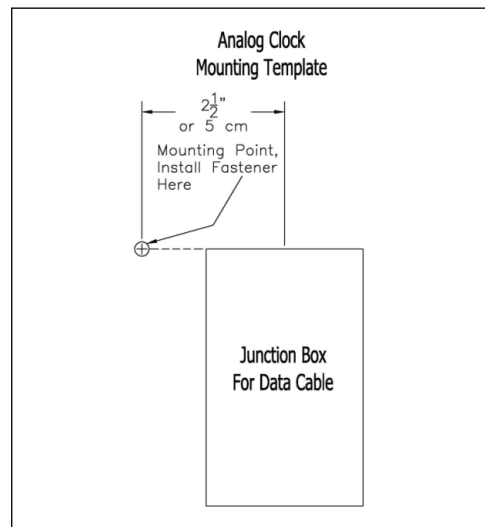 Analog Clock
Mounting Template
2½"
or 5 cm
Mounting Point,
Install Fastener
Here
Junction Box
For Data Cable